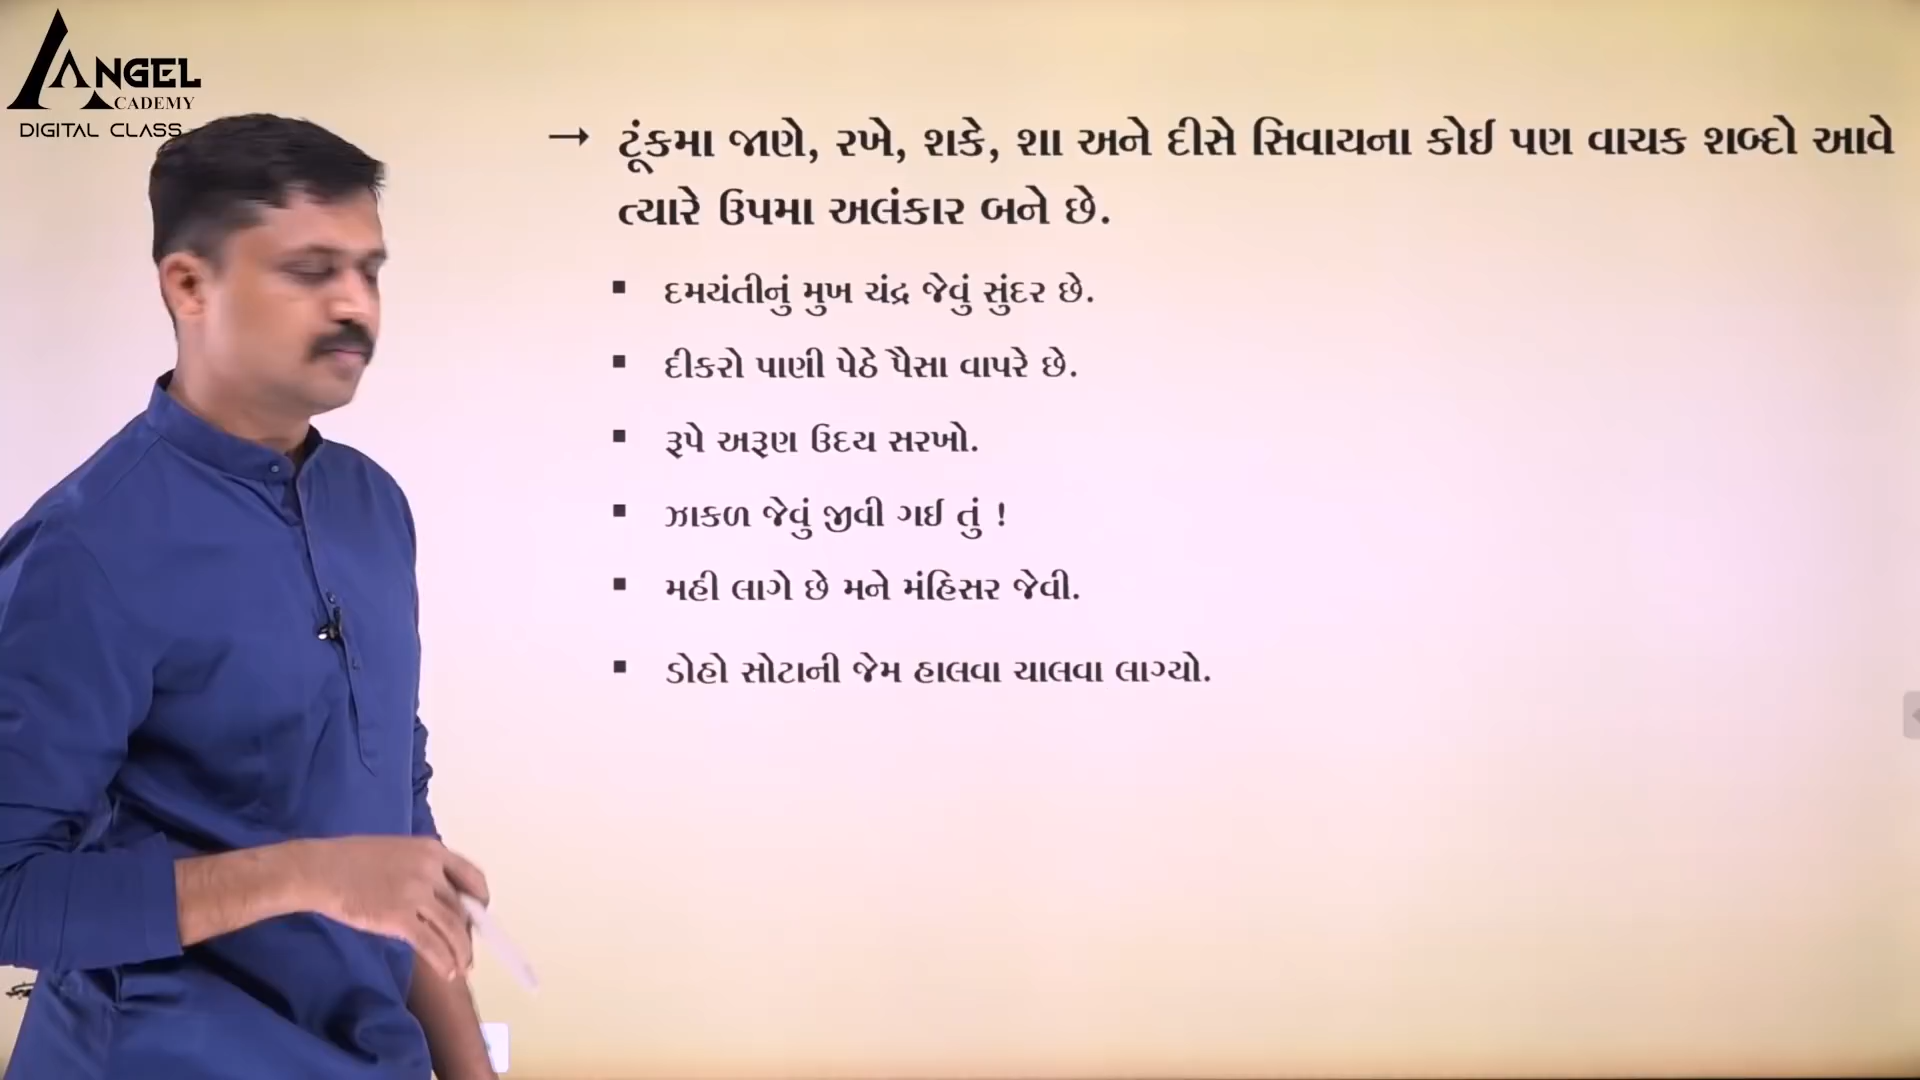 ANGEL
ACADEMY
DIGITAL CLASS
→ ટૂંકમા જાણે, રખે, શકે, શા અને દીસે સિવાયના કોઈ પણ વાચક શબ્દો આવે
ત્યારે ઉપમા અલંકાર બને છે.
▪ દમયંતીનું મુખ ચંદ્ર જેવું સુંદર છે.
▪ દીકરો પાણી પેઠે પૈસા વાપરે છે.
▪ રૂપે અરૂણ ઉદય સરખો.
▪ ઝાકળ જેવું જીવી ગઈ તું !
▪ મહી લાગે છે મને મંહિસર જેવી.
▪ ડોહો સોટાની જેમ હાલવા ચાલવા લાગ્યો.